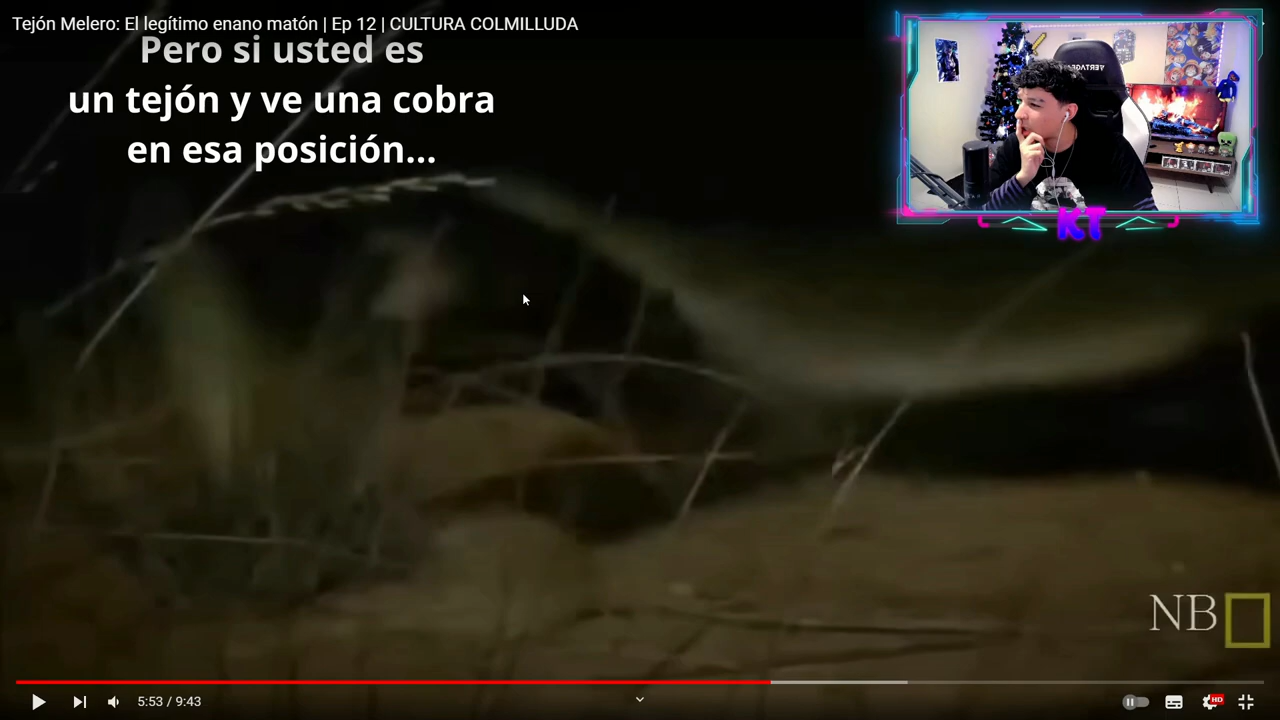 Tejón Melero: El legítimo enano matón | Ep 12 | CULTURA COLMILLUDA
Pero si usted es
un tejón y ve una cobra
en esa posición...
KT
NB
5:53 / 9:43
HD